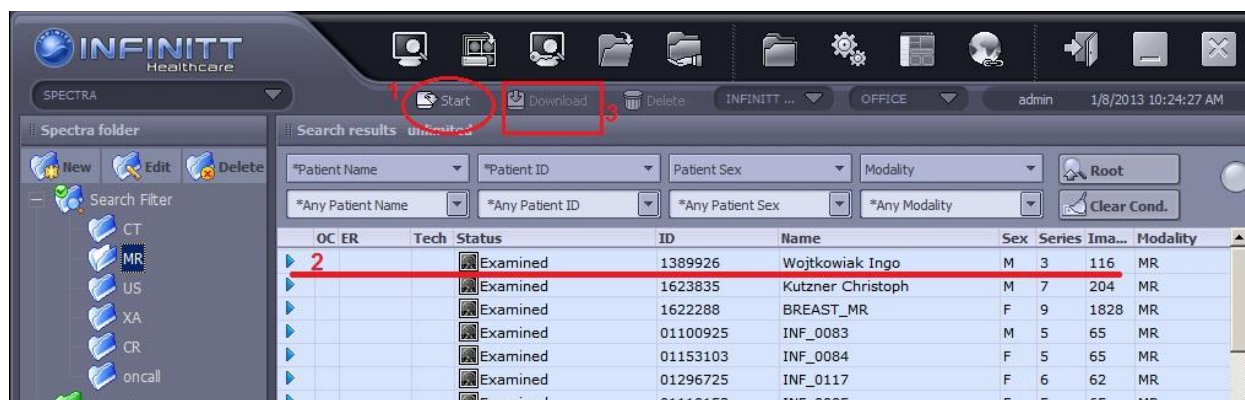 INFINITT
Healthcare
SPECTRA
1
Start
Download
3
Delete
INFINITT ...
OFFICE
admin
1/8/2013 10:24:27 AM
Spectra folder
Search results unlimited
New
Edit
Delete
*Patient Name
*Patient ID
Patient Sex
Modality
Root
Search Filter
*Any Patient Name
*Any Patient ID
*Any Patient Sex
*Any Modality
Clear Cond.
CT
MR
US
XA
CR
oncall
OC ER Tech Status ID Name Sex Series Ima... Modality
2 Examined 1389926 Wojtkowiak Ingo M 3 116 MR
Examined 1623835 Kutzner Christoph M 7 204 MR
Examined 1622288 BREAST_MR F 9 1828 MR
Examined 01100925 INF_0083 M 5 65 MR
Examined 01153103 INF_0084 F 5 65 MR
Examined 01296725 INF_0117 F 6 62 MR